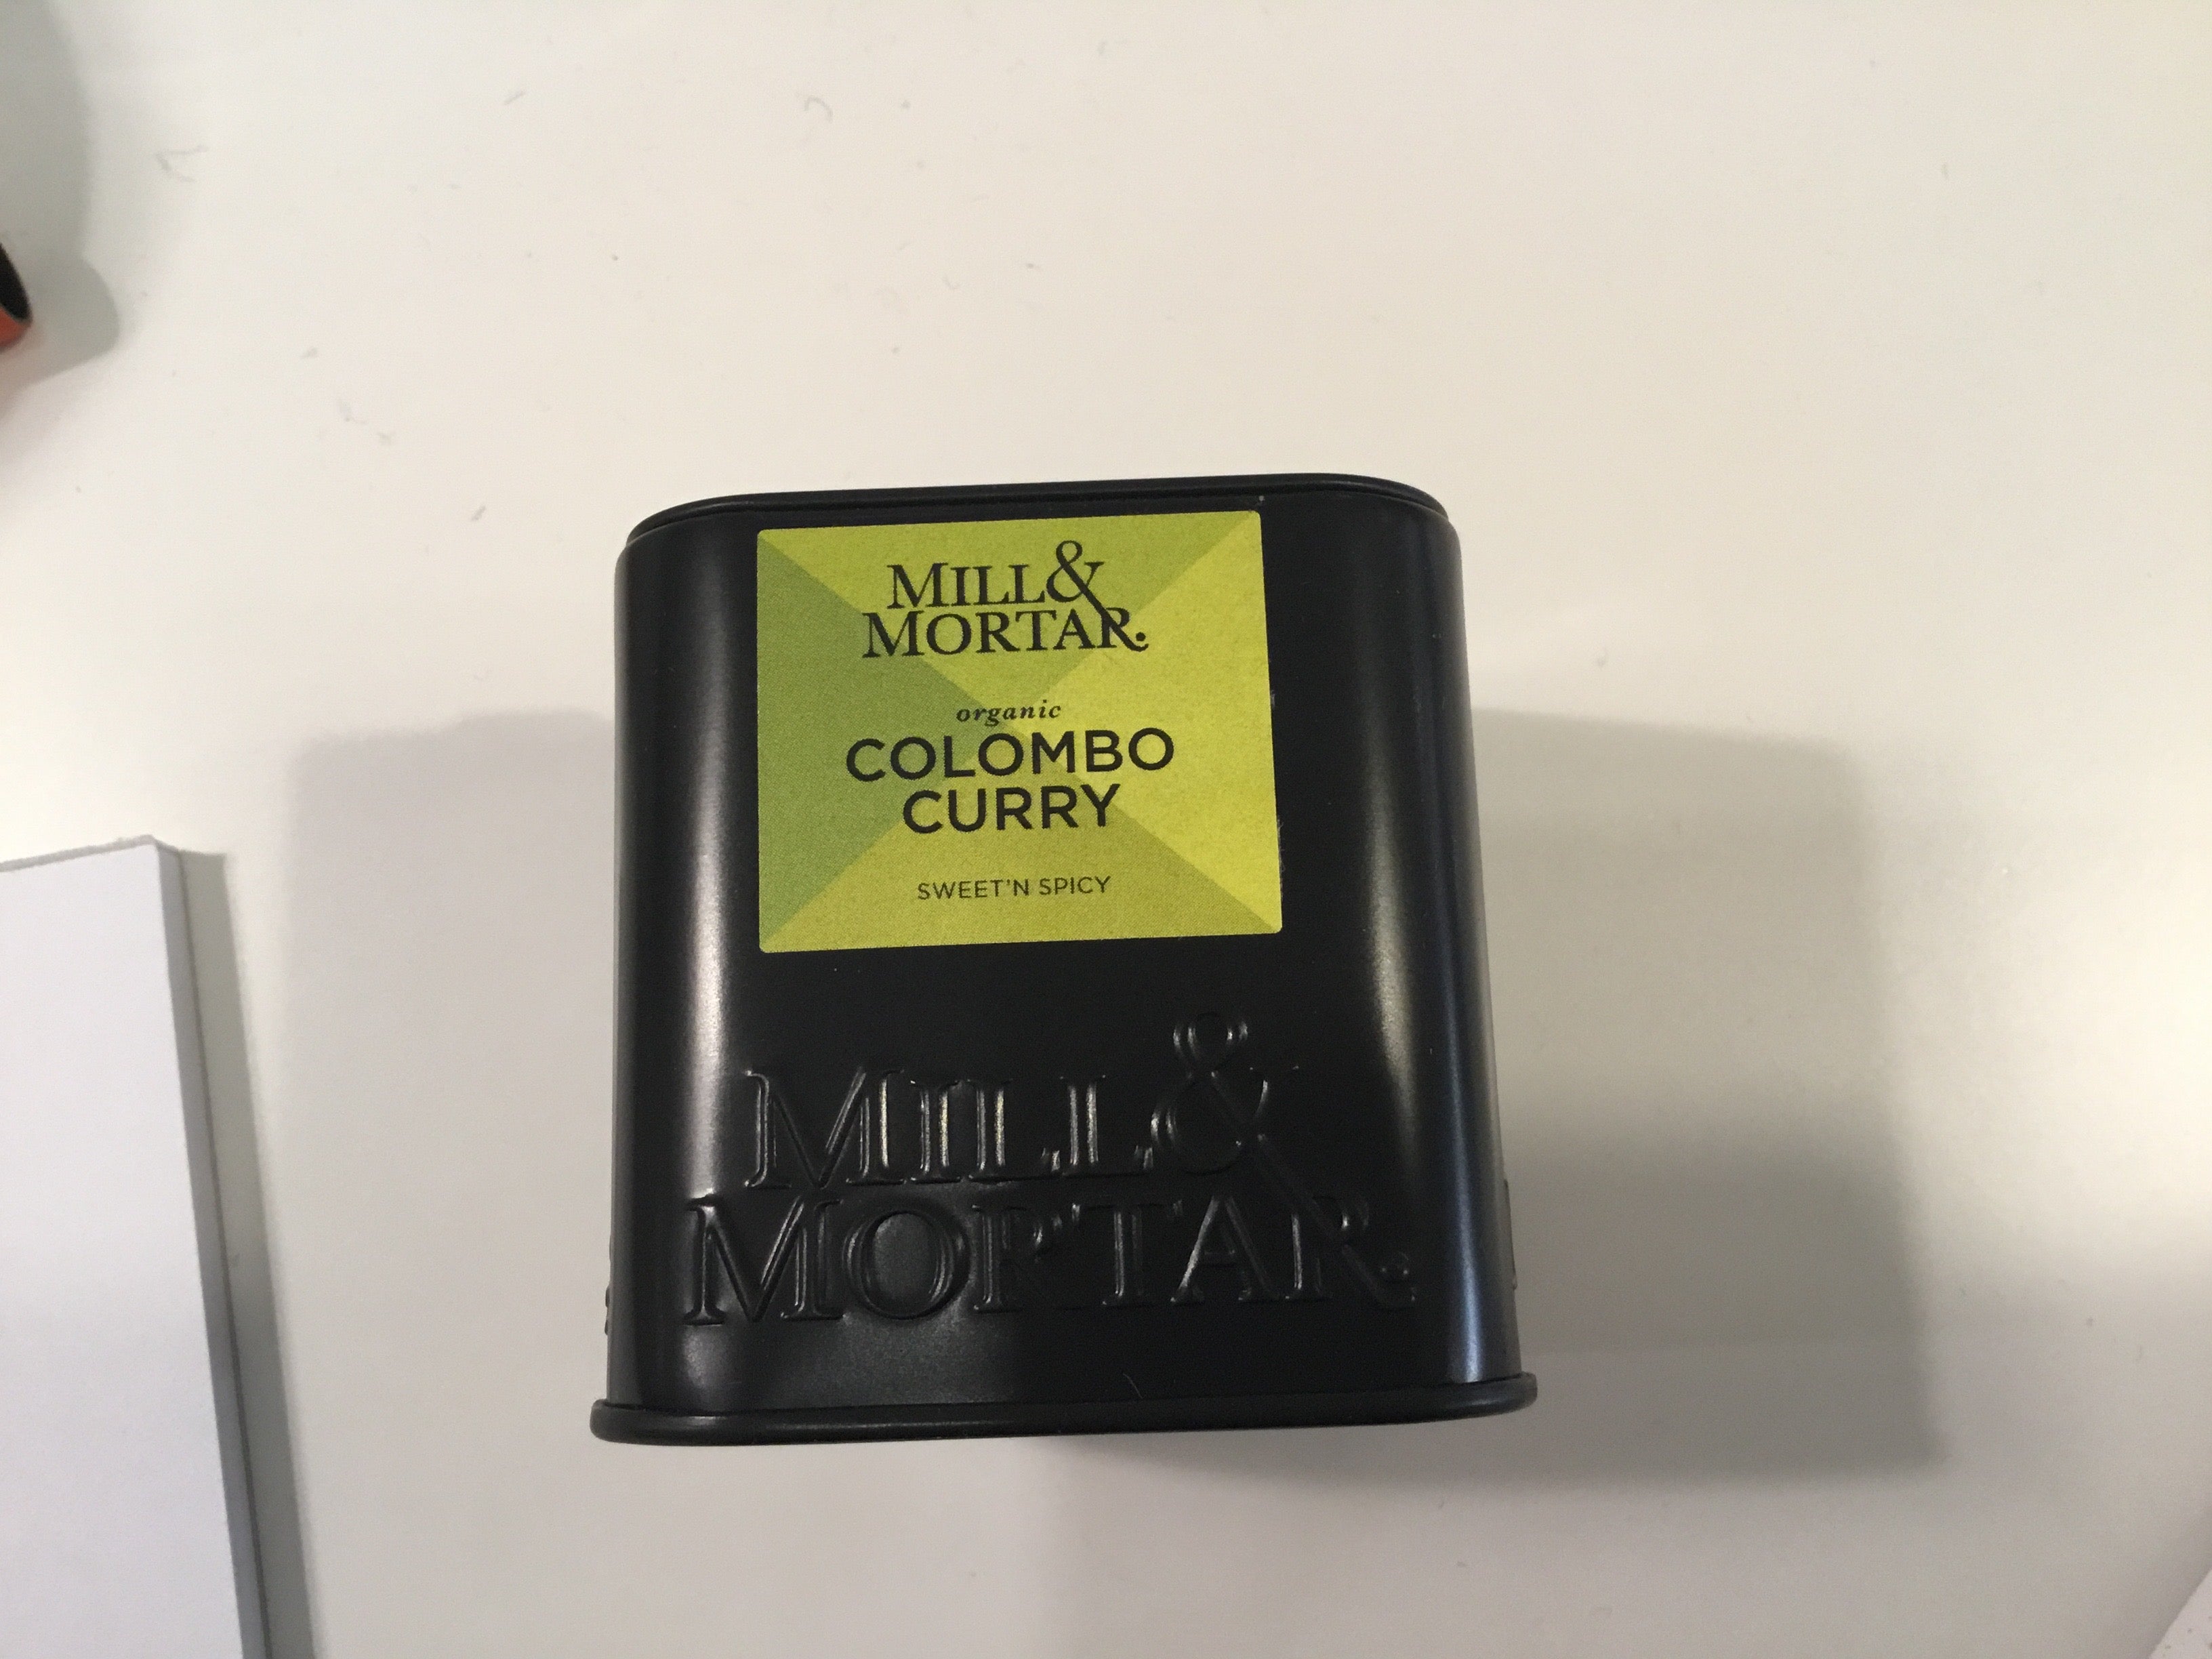 MILL&
MORTAR.
organic
COLOMBO
CURRY
SWEET'N SPICY
MILL&
MORTAR.